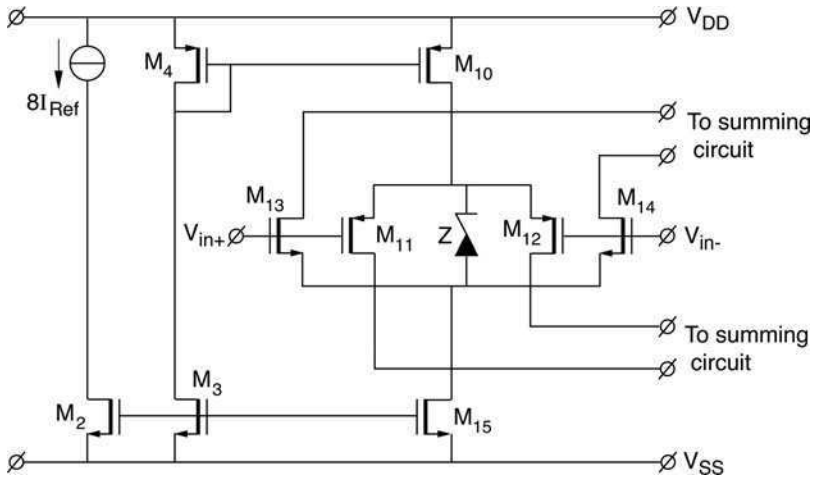 V_DD
M_4
M_10
8I_Ref
To summing
circuit
M_13
M_14
V_in+
M_11
Z
M_12
V_in-
To summing
circuit
M_3
M_2
M_15
V_SS